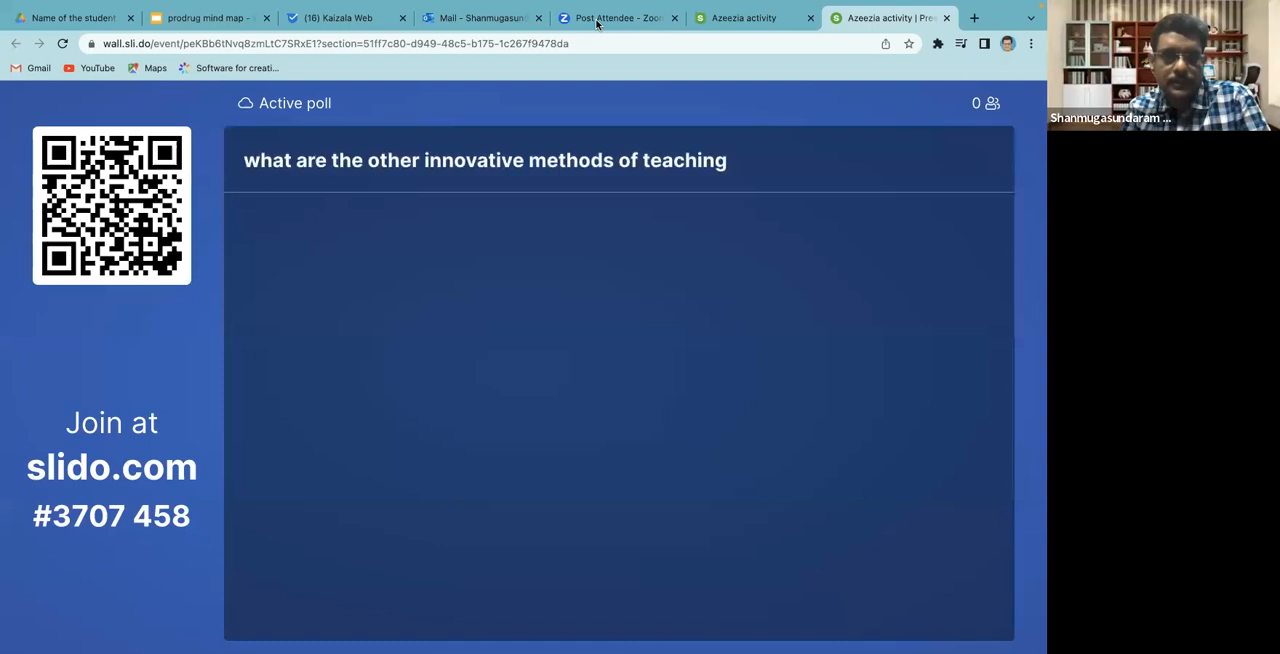 Name of the student
prodrug mind map -
(16) Kaizala Web
Mail - Shanmugasund
Post Attendee - Zoom
Azeezia activity
Azeezia activity | Pre
wall.sli.do/event/peKBb6tNvq8zmLtC7SRxE1?section=51ff7c80-d949-48c5-b175-1c267f9478da
Gmail
YouTube
Maps
Software for creati...
Active poll
0
what are the other innovative methods of teaching
Join at
slido.com
#3707 458
Shanmugasundaram ...